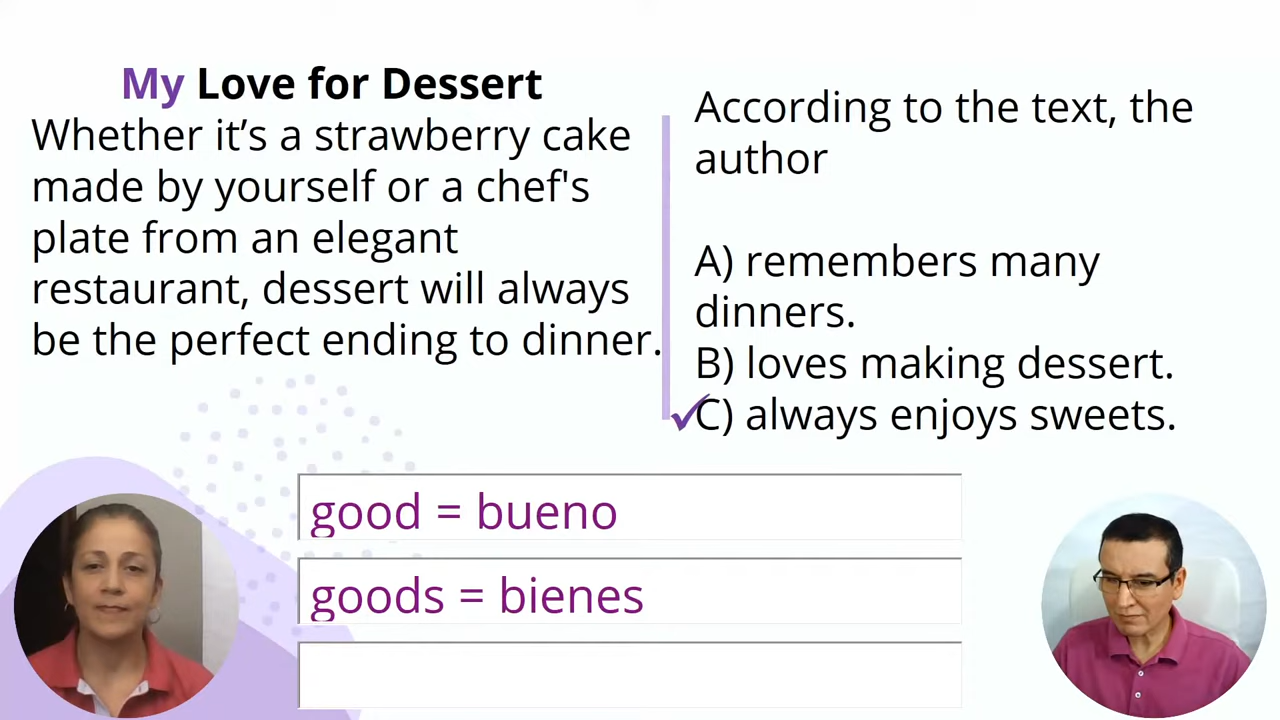 My Love for Dessert
Whether it’s a strawberry cake
made by yourself or a chef's
plate from an elegant
restaurant, dessert will always
be the perfect ending to dinner.
According to the text, the
author
A) remembers many
dinners.
B) loves making dessert.
✓C) always enjoys sweets.
good = bueno
goods = bienes